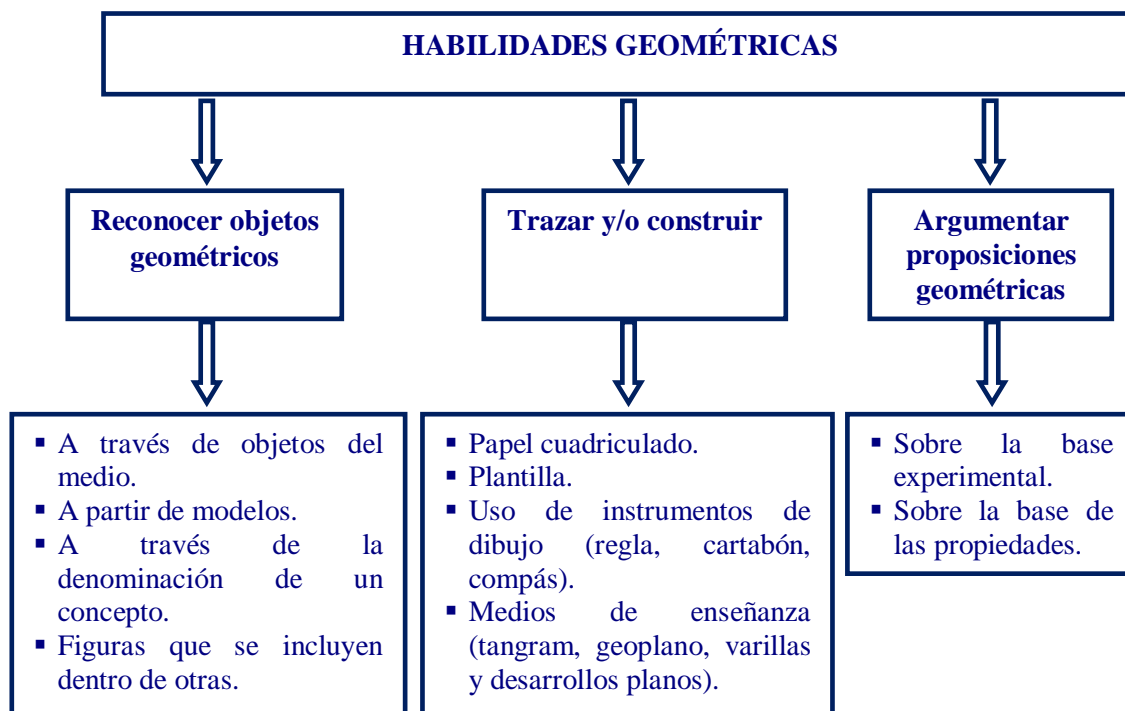 HABILIDADES GEOMÉTRICAS
Reconocer objetos
geométricos
Trazar y/o construir
Argumentar
proposiciones
geométricas
▪ A través de objetos del
medio.
▪ A partir de modelos.
▪ A través de la
denominación de un
concepto.
▪ Figuras que se incluyen
dentro de otras.
▪ Papel cuadriculado.
▪ Plantilla.
▪ Uso de instrumentos de
dibujo (regla, cartabón,
compás).
▪ Medios de enseñanza
(tangram, geoplano, varillas
y desarrollos planos).
▪ Sobre la base
experimental.
▪ Sobre la base de
las propiedades.